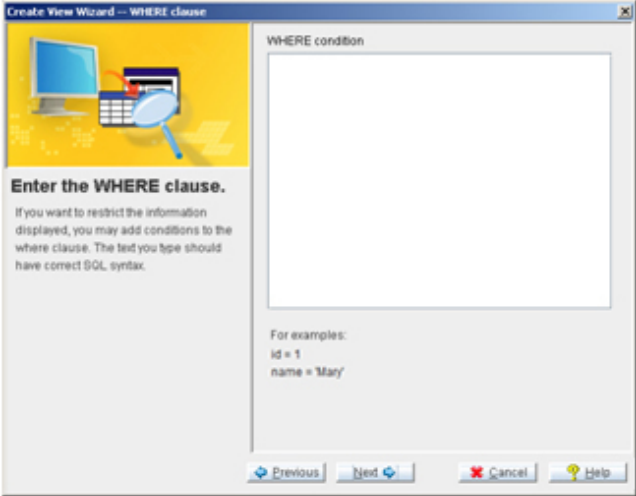 Create View Wizard -- WHERE clause
WHERE condition
Enter the WHERE clause.
If you want to restrict the information
displayed, you may add conditions to the
where clause. The text you type should
have correct SQL syntax.
For examples:
id = 1
name = 'Mary'
Previous
Next
Cancel
Help